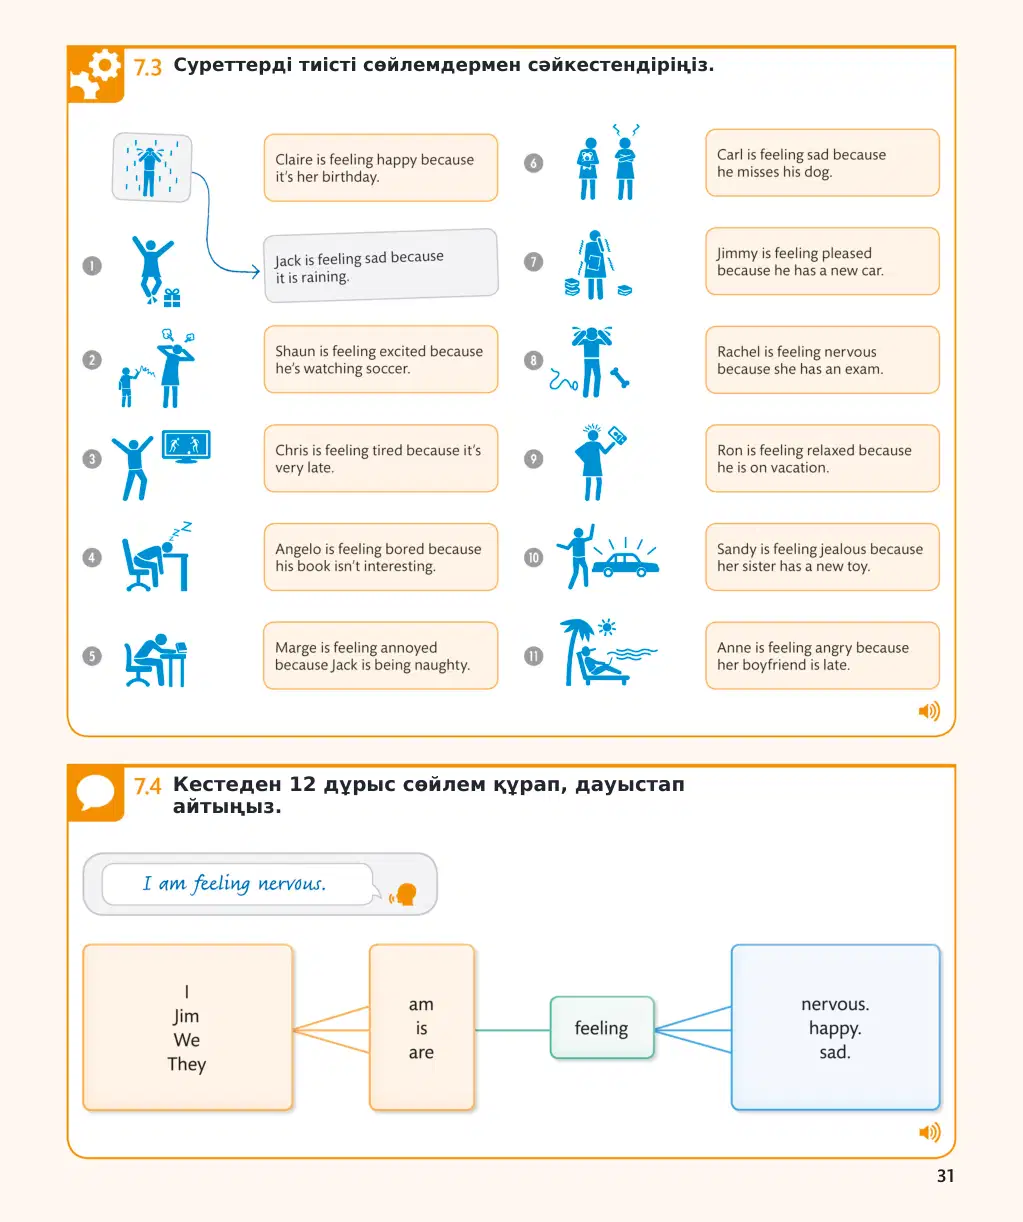 7.3 Суреттерді тиісті сөйлемдермен сәйкестендіріңіз.
Claire is feeling happy because
it’s her birthday.
1
Jack is feeling sad because
it is raining.
2
Shaun is feeling excited because
he’s watching soccer.
3
Chris is feeling tired because it’s
very late.
4
Z Z Z Z
Angelo is feeling bored because
his book isn’t interesting.
5
Marge is feeling annoyed
because Jack is being naughty.
6
Carl is feeling sad because
he misses his dog.
7
Jimmy is feeling pleased
because he has a new car.
8
Rachel is feeling nervous
because she has an exam.
9
Ron is feeling relaxed because
he is on vacation.
10
Sandy is feeling jealous because
her sister has a new toy.
11
Anne is feeling angry because
her boyfriend is late.
7.4 Кестеден 12 дұрыс сөйлем құрап, дауыстап
айтыңыз.
I am feeling nervous.
I
Jim
We
They
am
is
are
feeling
nervous.
happy.
sad.
31